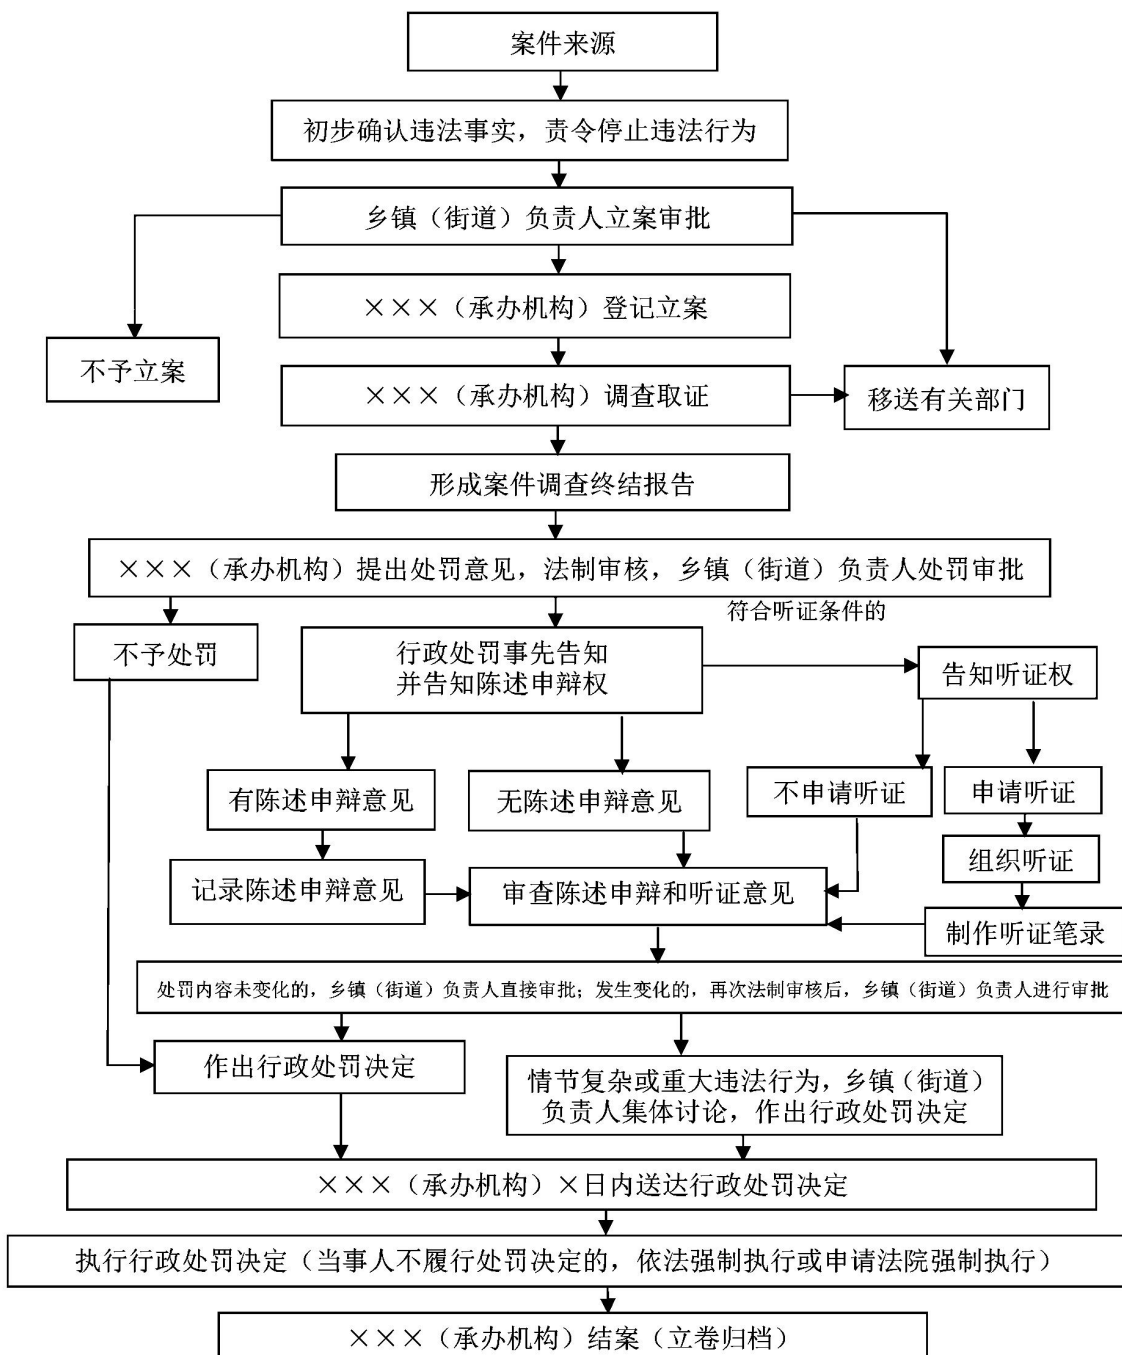 案件来源
初步确认违法事实，责令停止违法行为
乡镇（街道）负责人立案审批
×××（承办机构）登记立案
不予立案
×××（承办机构）调查取证
移送有关部门
形成案件调查终结报告
×××（承办机构）提出处罚意见，法制审核，乡镇（街道）负责人处罚审批
符合听证条件的
不予处罚
行政处罚事先告知
并告知陈述申辩权
告知听证权
有陈述申辩意见
无陈述申辩意见
不申请听证
申请听证
组织听证
记录陈述申辩意见
审查陈述申辩和听证意见
制作听证笔录
处罚内容未变化的，乡镇（街道）负责人直接审批；发生变化的，再次法制审核后，乡镇（街道）负责人进行审批
作出行政处罚决定
情节复杂或重大违法行为，乡镇（街道）
负责人集体讨论，作出行政处罚决定
×××（承办机构）×日内送达行政处罚决定
执行行政处罚决定（当事人不履行处罚决定的，依法强制执行或申请法院强制执行）
×××（承办机构）结案（立卷归档）